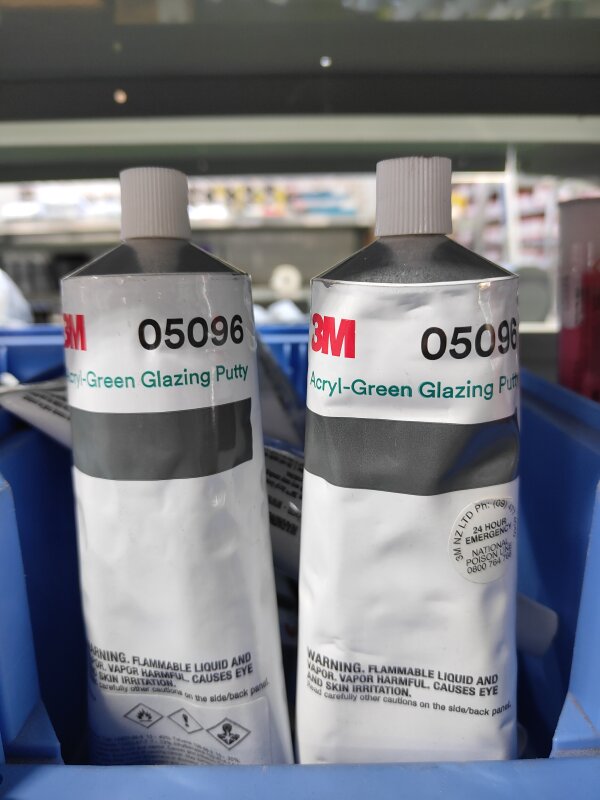 3M 05096
Acryl-Green Glazing Putty
WARNING. FLAMMABLE LIQUID AND
VAPOR. VAPOR HARMFUL. CAUSES EYE
AND SKIN IRRITATION.
Read carefully other cautions on the side/back panel.
3M 05096
Acryl-Green Glazing Putty
3M NZ LTD Ph: (09)
24 HOUR
EMERGENCY
NATIONAL
POISON
0800 764 766
WARNING. FLAMMABLE LIQUID AND
VAPOR. VAPOR HARMFUL. CAUSES EYE
AND SKIN IRRITATION.
Read carefully other cautions on the side/back panel.